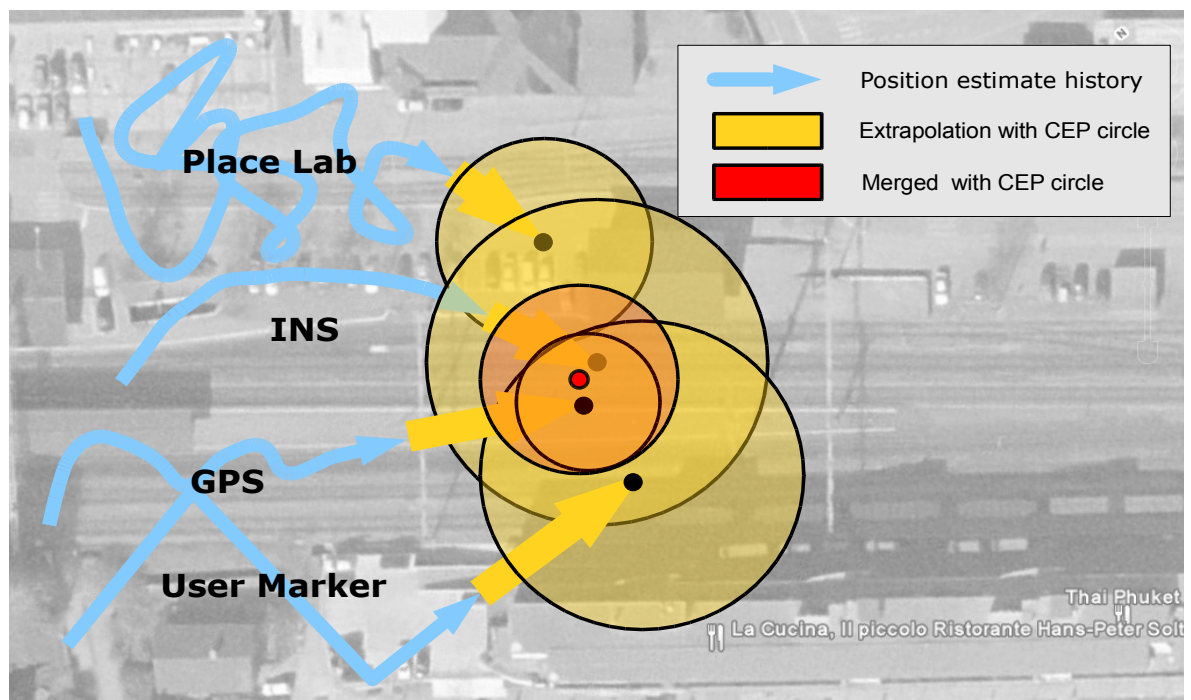 Position estimate history
Extrapolation with CEP circle
Merged with CEP circle
Place Lab
INS
GPS
User Marker
Thai Phuket
La Cucina, Il piccolo Ristorante Hans-Peter Solt
N